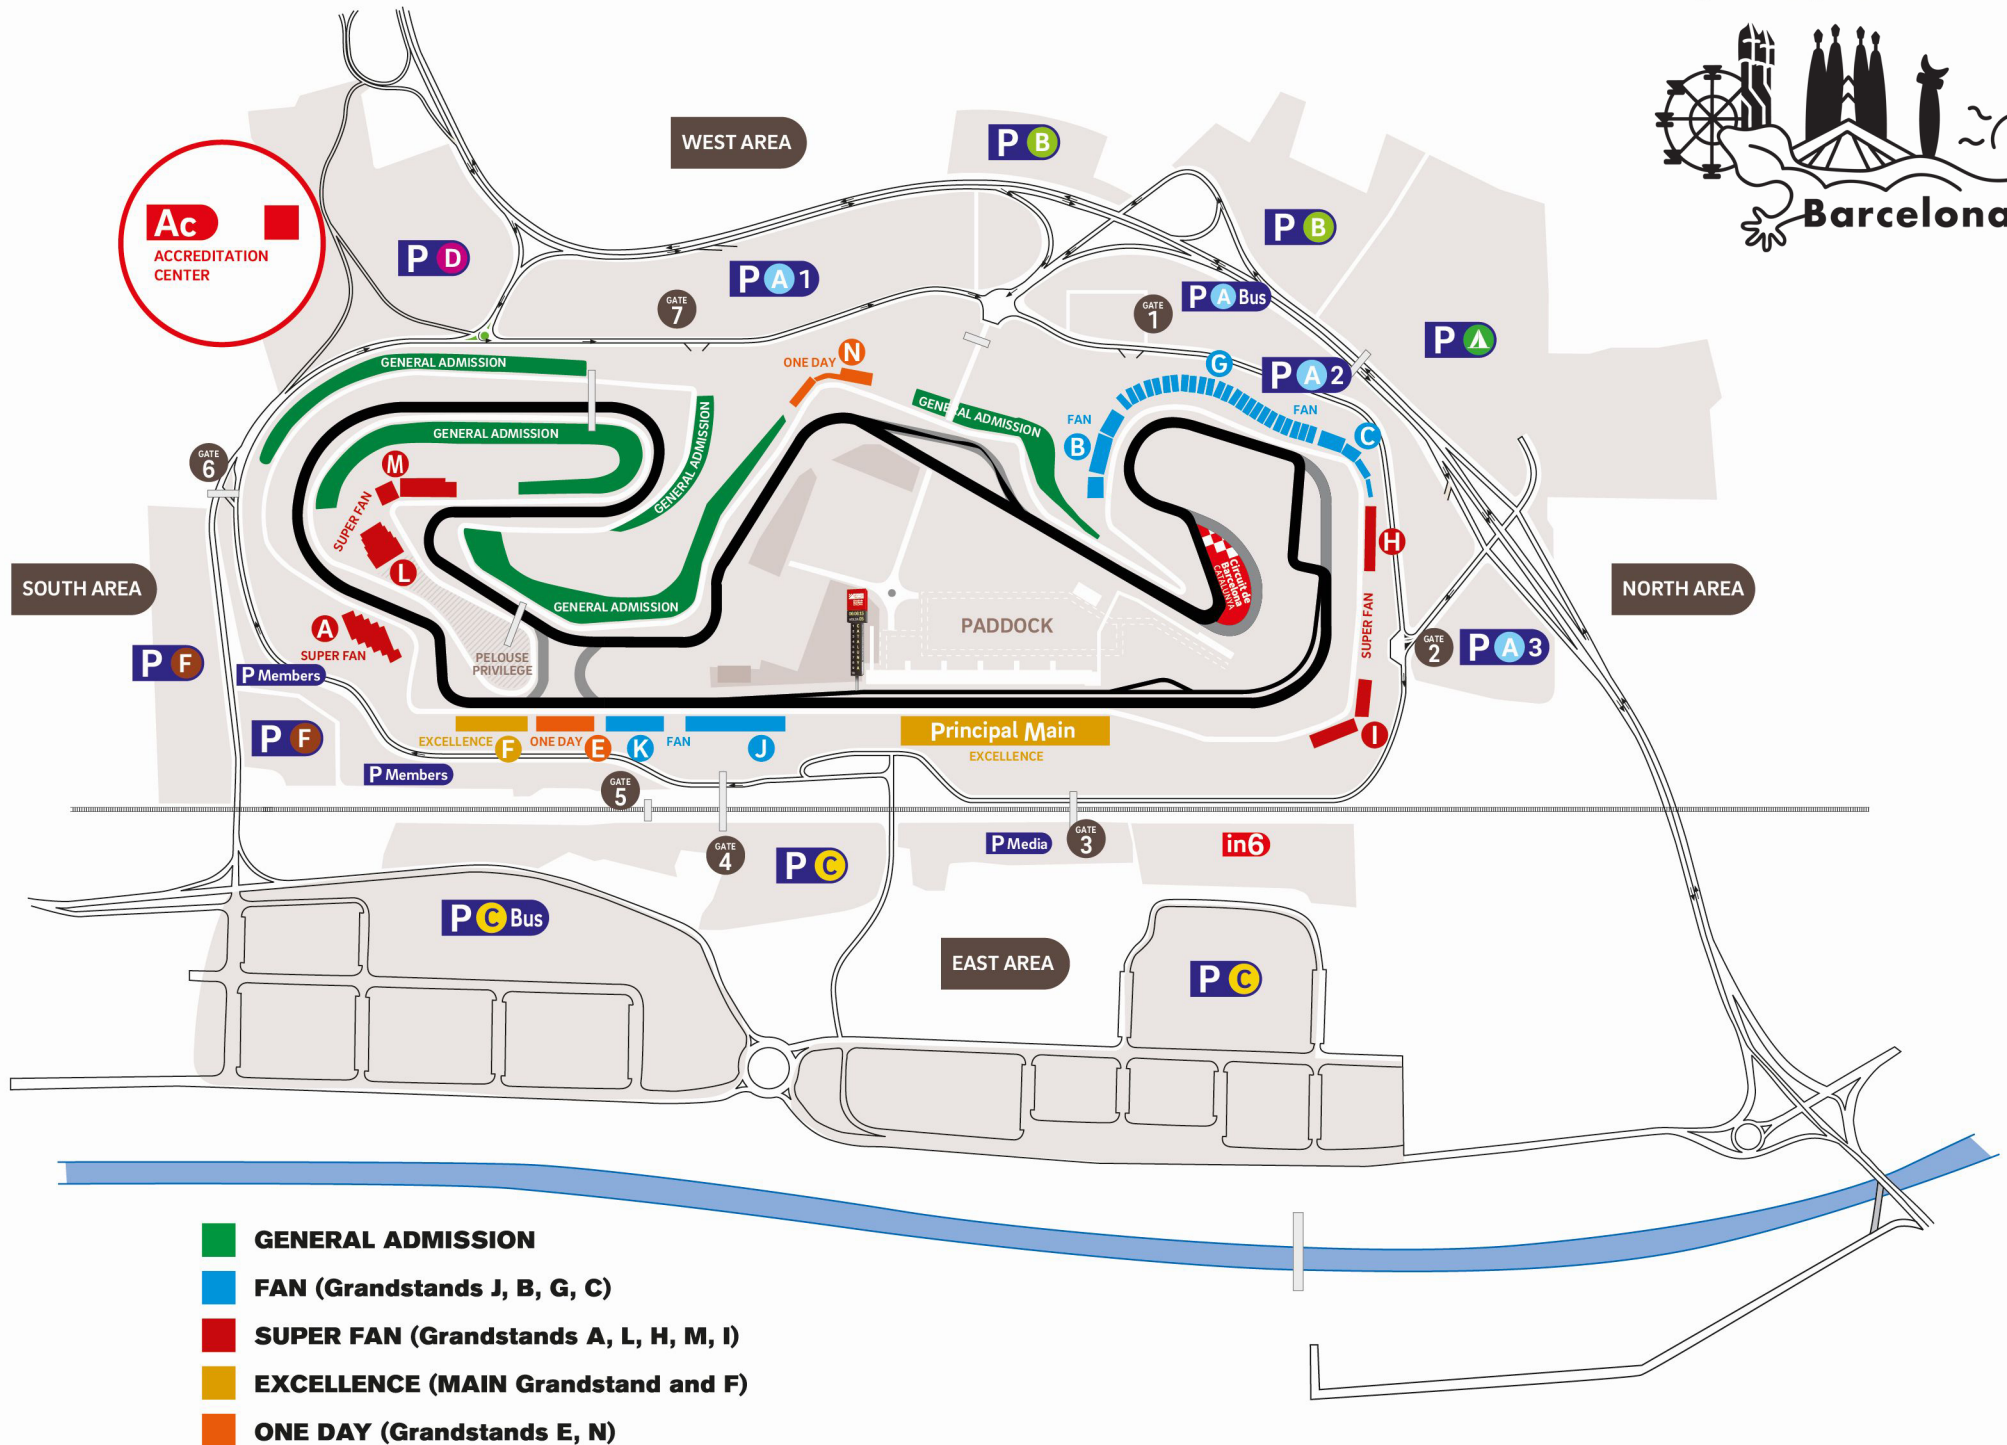 WEST AREA
P B
Ac
ACCREDITATION
CENTER
P D
P A 1
P B
P A Bus
GATE
7
GATE
1
P
Barcelona
GENERAL ADMISSION
ONE DAY N
G
P A 2
GENERAL ADMISSION
GENERAL ADMISSION
GENERAL ADMISSION
FAN
B
FAN
C
GATE
6
M
SUPER FAN
L
H
SUPER FAN
Circuit de
Barcelona
CATALUNYA
SOUTH AREA
NORTH AREA
GENERAL ADMISSION
A
SUPER FAN
PADDOCK
PELOUSE
PRIVILEGE
GATE
2
P A 3
P F
P Members
P F
EXCELLENCE F
ONE DAY E
K FAN J
Principal Main
EXCELLENCE
I
P Members
GATE
5
GATE
4
P C
P Media
GATE
3
in6
P C Bus
EAST AREA
P C
GENERAL ADMISSION
FAN (Grandstands J, B, G, C)
SUPER FAN (Grandstands A, L, H, M, I)
EXCELLENCE (MAIN Grandstand and F)
ONE DAY (Grandstands E, N)